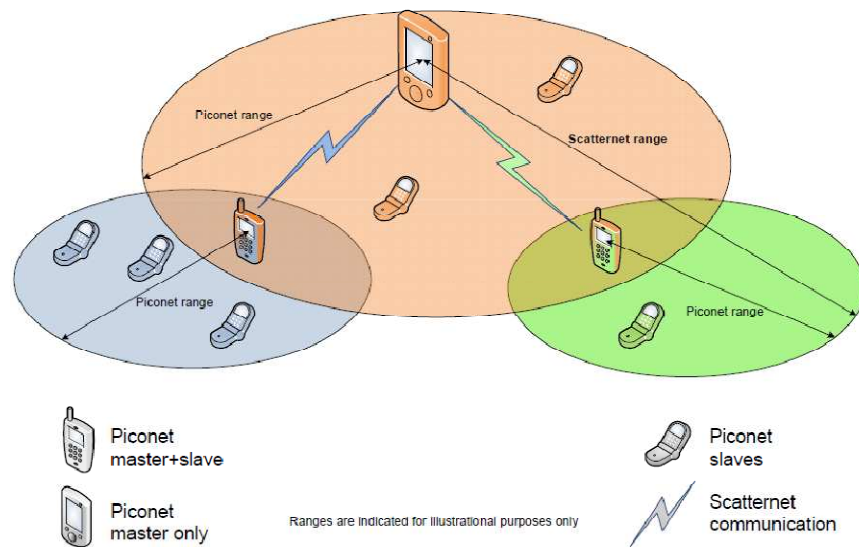 Piconet range
Scatternet range
Piconet range
Piconet range
Piconet
master+slave
Piconet
slaves
Piconet
master only
Ranges are indicated for illustrational purposes only
Scatternet
communication